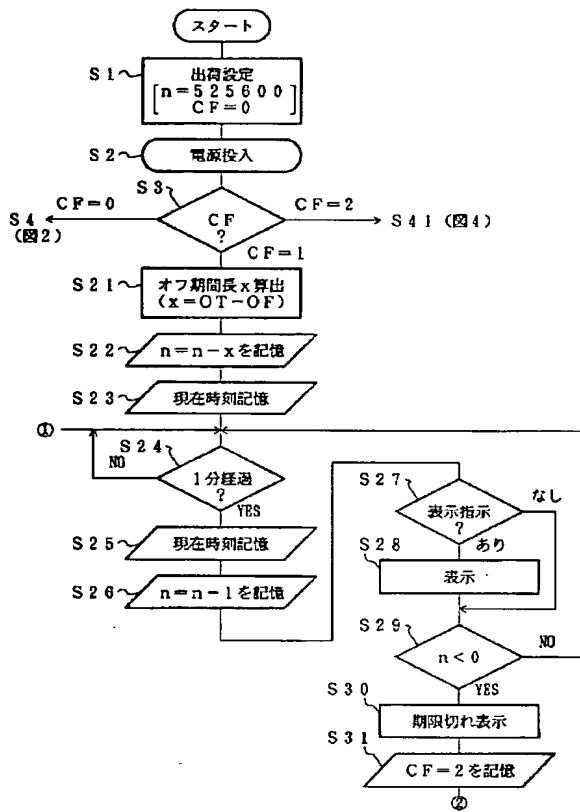 スタート
S1
出荷設定
n=525600
CF=0
S2
電源投入
S3
CF=0
CF=2
S4
(図2)
CF
?
S41(図4)
CF=1
S21
オフ期間長x算出
(x=OT-OF)
S22
n=n-xを記憶
S23
現在時刻記憶
①
S24
NO
1分経過
?
YES
S25
現在時刻記憶
S26
n=n-1を記憶
S27
なし
表示指示
?
あり
S28
表示
S29
n<0
NO
YES
S30
期限切れ表示
S31
CF=2を記憶
②